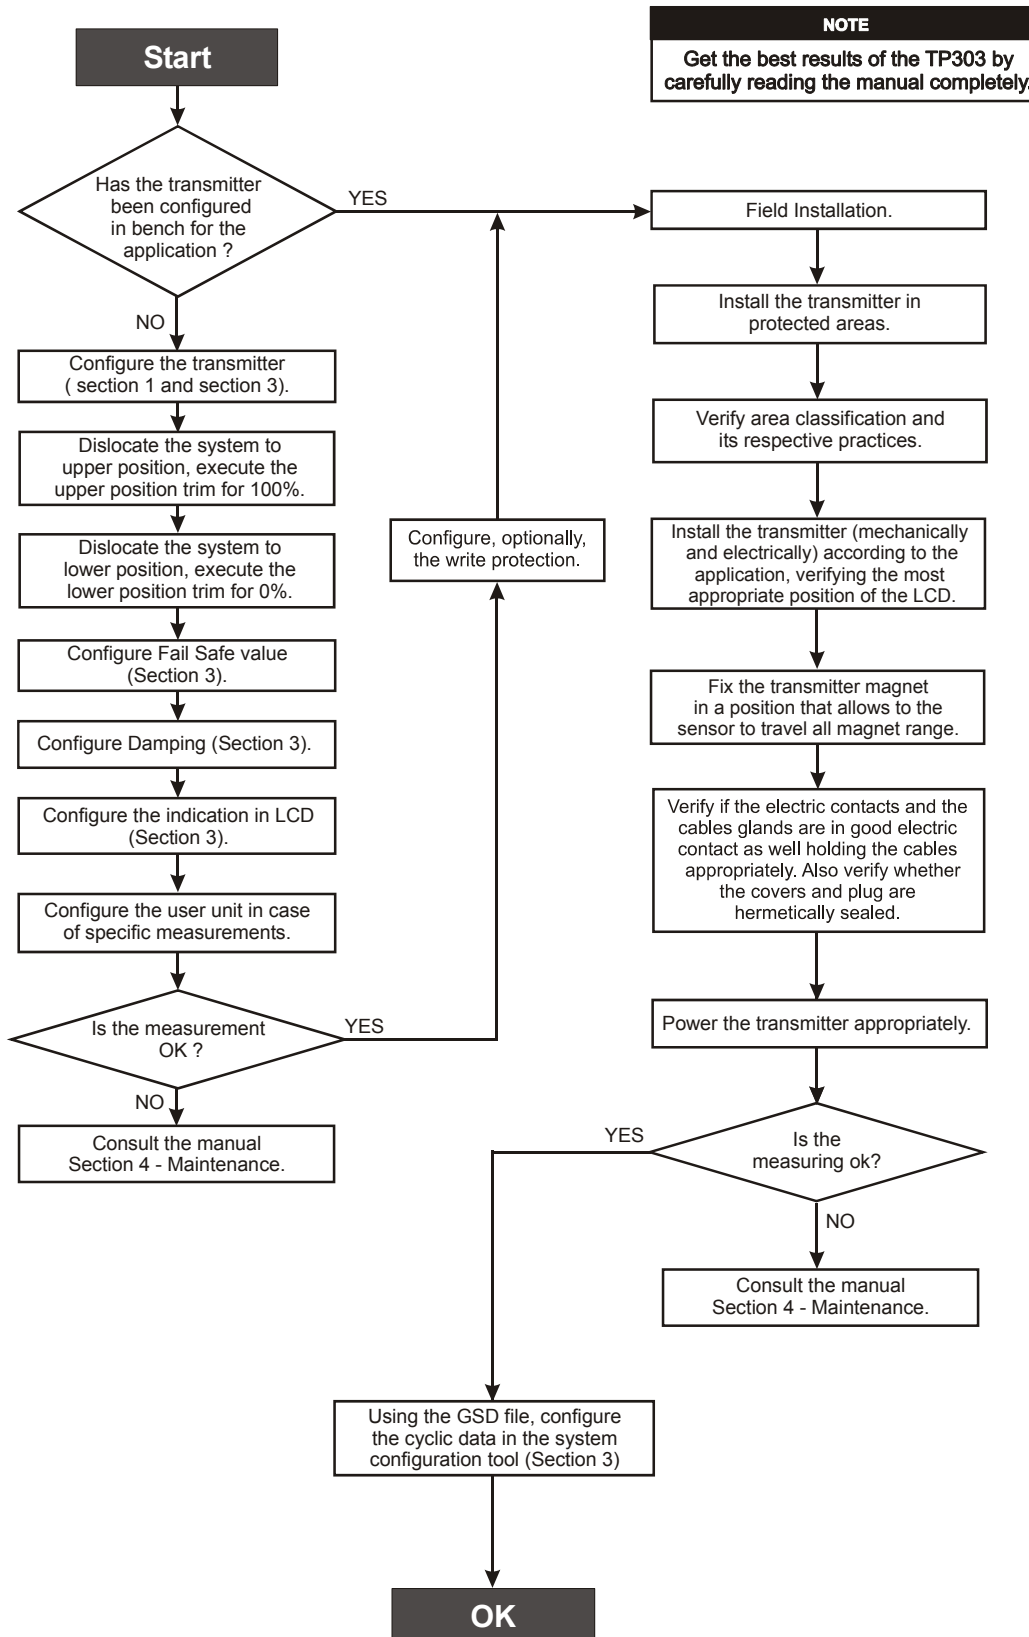 Start
NOTE
Get the best results of the TP303 by
carefully reading the manual completely.
Has the transmitter
been configured
in bench for the
application ?
YES
NO
Configure the transmitter
( section 1 and section 3).
Dislocate the system to
upper position, execute the
upper position trim for 100%.
Dislocate the system to
lower position, execute the
lower position trim for 0%.
Configure Fail Safe value
(Section 3).
Configure Damping (Section 3).
Configure the indication in LCD
(Section 3).
Configure the user unit in case
of specific measurements.
Is the measurement
OK ?
YES
NO
Consult the manual
Section 4 - Maintenance.
Configure, optionally,
the write protection.
Field Installation.
Install the transmitter in
protected areas.
Verify area classification and
its respective practices.
Install the transmitter (mechanically
and electrically) according to the
application, verifying the most
appropriate position of the LCD.
Fix the transmitter magnet
in a position that allows to the
sensor to travel all magnet range.
Verify if the electric contacts and the
cables glands are in good electric
contact as well holding the cables
appropriately. Also verify whether
the covers and plug are
hermetically sealed.
Power the transmitter appropriately.
Is the
measuring ok?
YES
NO
Consult the manual
Section 4 - Maintenance.
Using the GSD file, configure
the cyclic data in the system
configuration tool (Section 3)
OK